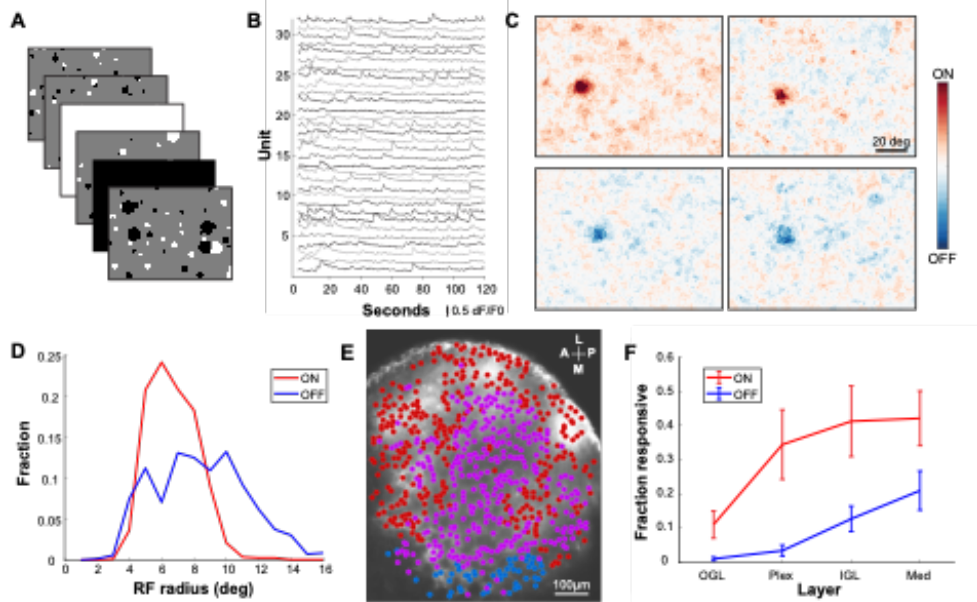 A
B
30
25
20
15
10
5
Unit
0
20
40
60
80
100
120
Seconds
0.5 dF/F0
C
20 deg
ON
OFF
D
0.25
0.2
0.15
0.1
0.05
0
Fraction
ON
OFF
0
2
4
6
8
10
12
14
16
RF radius (deg)
E
L
A P
M
100μm
F
0.6
0.5
0.4
0.3
0.2
0.1
0
Fraction responsive
ON
OFF
OGL
Plex
IGL
Med
Layer